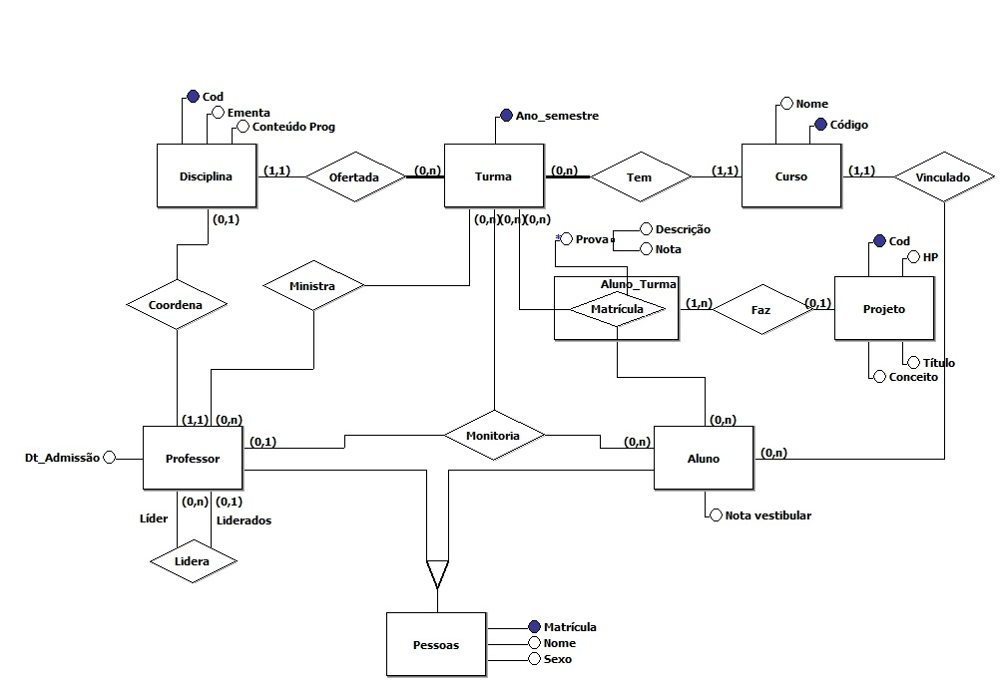 Cod
Ementa
Conteúdo Prog
Ano_semestre
Nome
Código
Disciplina
(1,1)
Ofertada
(0,n)
Turma
(0,n)
Tem
(1,1)
Curso
(1,1)
Vinculado
(0,1)
(0,n)
(0,n)
(0,n)
*
Prova
Descrição
Nota
Cod
HP
Coordena
Ministra
Aluno_Turma
Matrícula
(1,n)
Faz
(0,1)
Projeto
Título
Conceito
(1,1)
(0,n)
(0,1)
Monitoria
(0,n)
(0,n)
Dt_Admissão
Professor
Aluno
(0,n)
(0,n)
(0,1)
Líder
Liderados
Nota vestibular
Lidera
Pessoas
Matrícula
Nome
Sexo